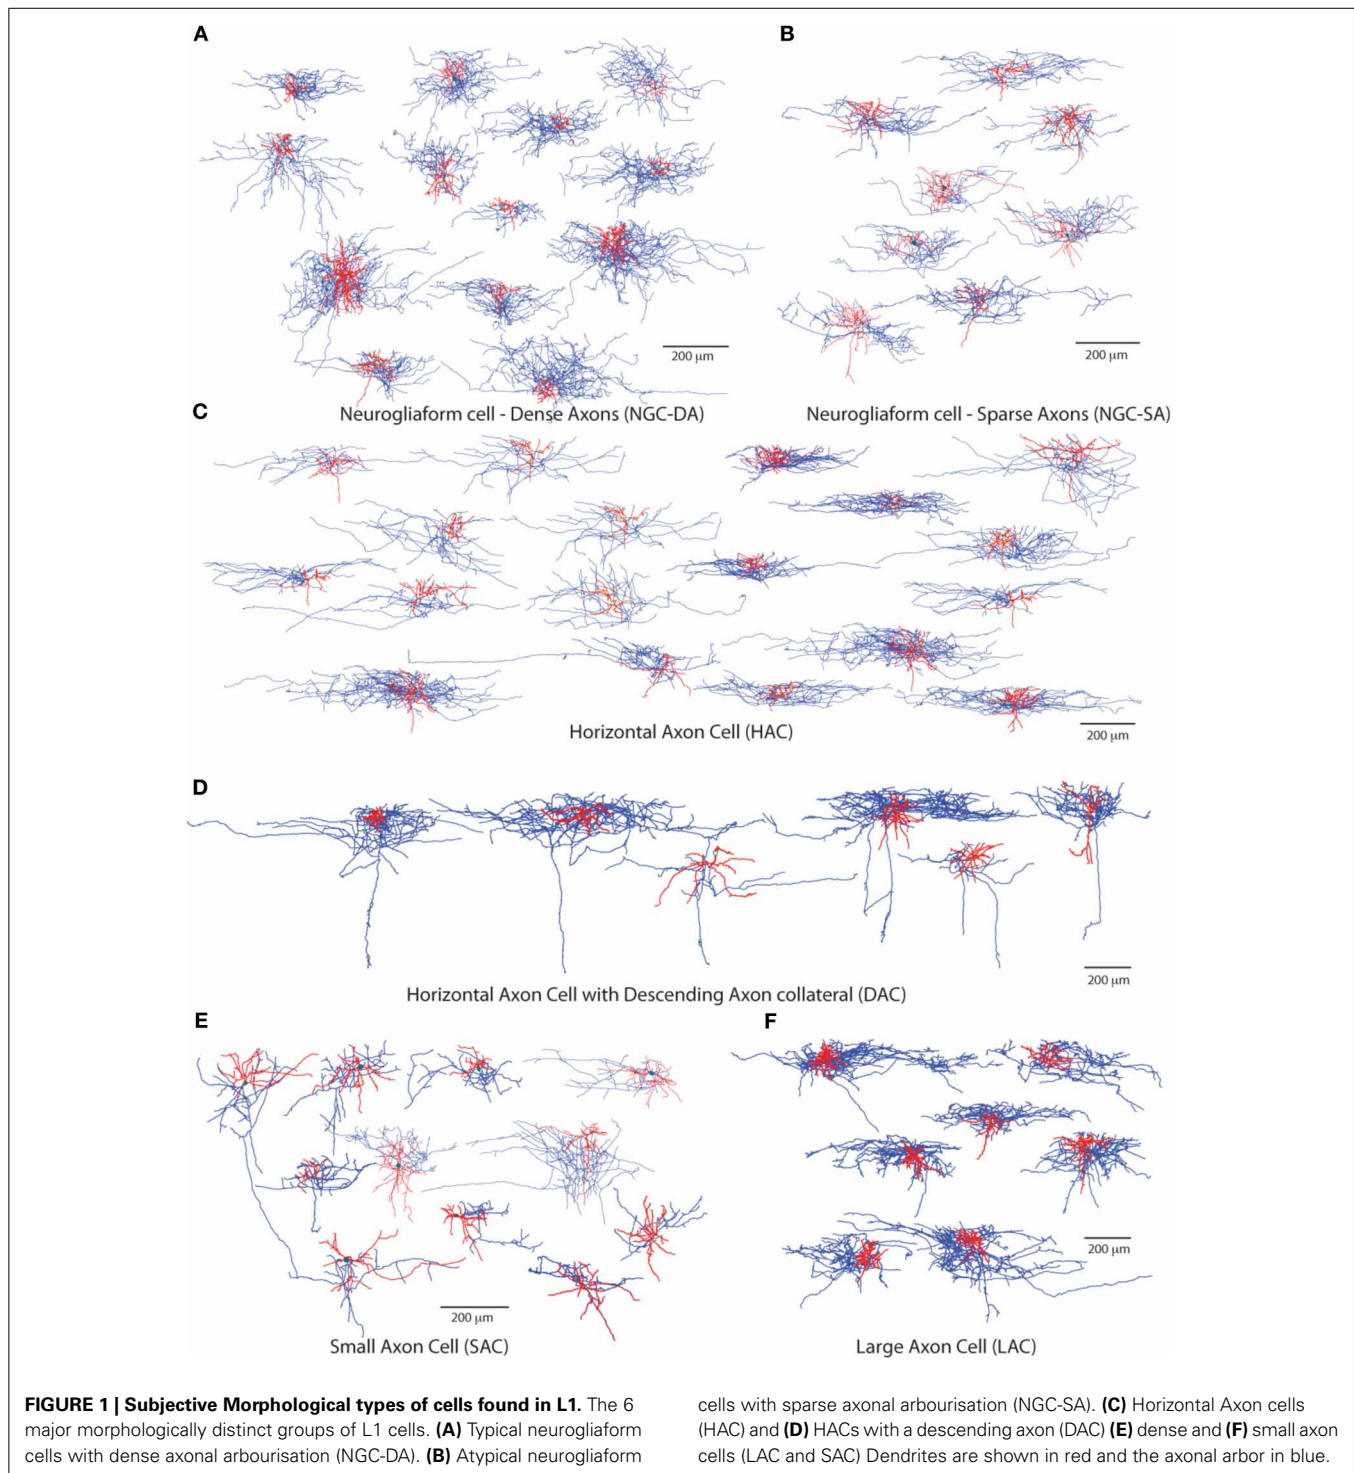 A
B
200 µm
200 µm
Neurogliaform cell - Dense Axons (NGC-DA)
Neurogliaform cell - Sparse Axons (NGC-SA)
C
Horizontal Axon Cell (HAC)
200 µm
D
200 µm
Horizontal Axon Cell with Descending Axon collateral (DAC)
E
F
200 µm
200 µm
Small Axon Cell (SAC)
Large Axon Cell (LAC)
FIGURE 1 | Subjective Morphological types of cells found in L1. The 6
major morphologically distinct groups of L1 cells. (A) Typical neurogliaform
cells with dense axonal arbourisation (NGC-DA). (B) Atypical neurogliaform
cells with sparse axonal arbourisation (NGC-SA). (C) Horizontal Axon cells
(HAC) and (D) HACs with a descending axon (DAC) (E) dense and (F) small axon
cells (LAC and SAC) Dendrites are shown in red and the axonal arbor in blue.